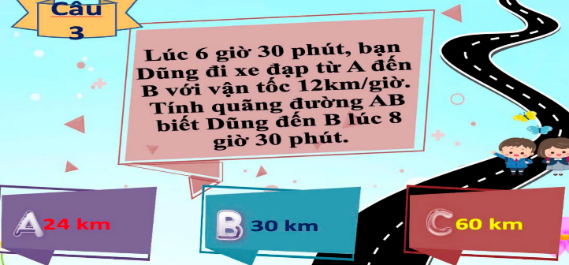 Câu
3
Lúc 6 giờ 30 phút, bạn
Dũng đi xe đạp từ A đến
B với vận tốc 12km/giờ.
Tính quãng đường AB
biết Dũng đến B lúc 8
giờ 30 phút.
A 24 km
B 30 km
C 60 km